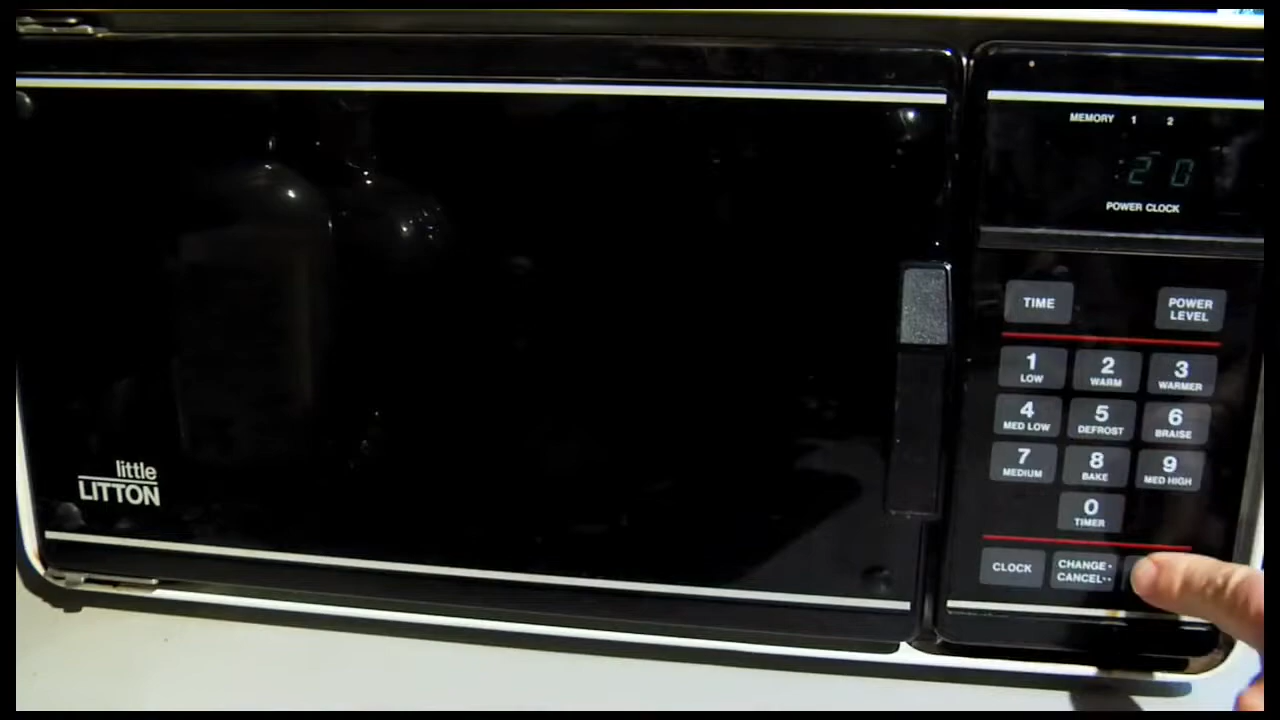 MEMORY 1 2
:20
POWER CLOCK
TIME
POWER
LEVEL
1
LOW
2
WARM
3
WARMER
4
MED LOW
5
DEFROST
6
BRAISE
7
MEDIUM
8
BAKE
9
MED HIGH
0
TIMER
CLOCK
CHANGE•
CANCEL••
little
LITTON